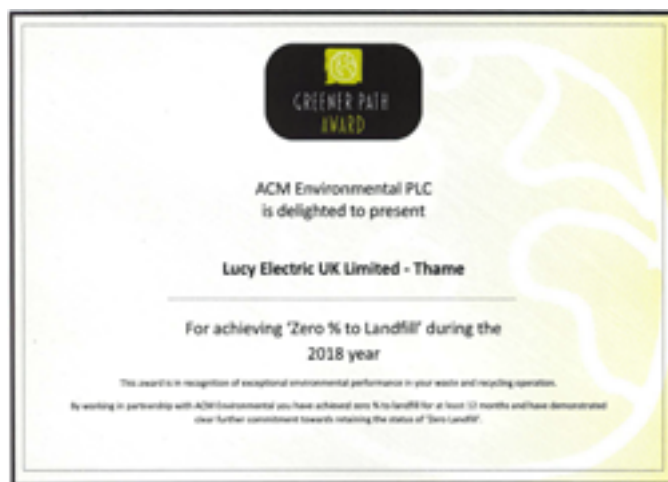 GREENER PATH
AWARD
ACM Environmental PLC
is delighted to present
Lucy Electric UK Limited - Thame
For achieving 'Zero % to Landfill' during the
2018 year
This award is in recognition of exceptional environmental performance in your waste and recycling operation.
By working in partnership with ACM Environmental you have achieved zero % to landfill for at least 12 months and have demonstrated
clear further commitment towards retaining the status of 'Zero Landfill'.